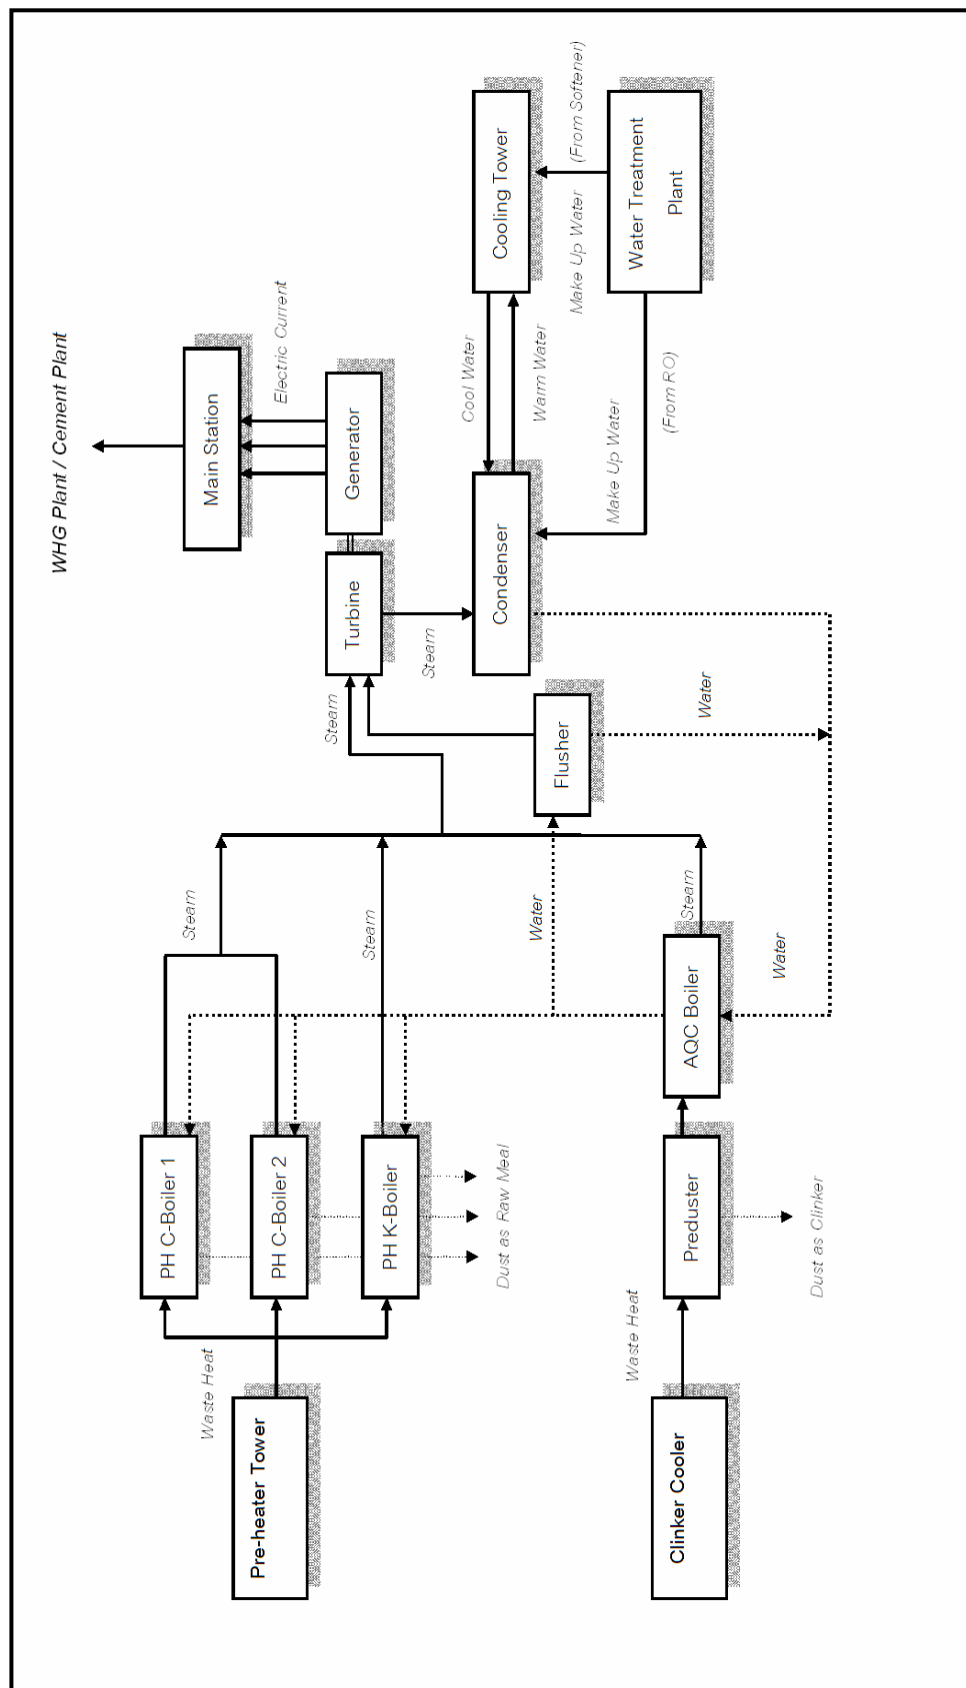 WHG Plant / Cement Plant
Main Station
Electric Current
Generator
Turbine
Steam
Steam
Cooling Tower
Cool Water
Warm Water
Condenser
Make Up Water
(From Softener)
Water Treatment
Plant
Make Up Water
(From RO)
Flusher
Water
Water
Water
Steam
Steam
Steam
PH C-Boiler 1
PH C-Boiler 2
PH K-Boiler
Dust as Raw Meal
AQC Boiler
Preduster
Dust as Clinker
Waste Heat
Pre-heater Tower
Waste Heat
Clinker Cooler